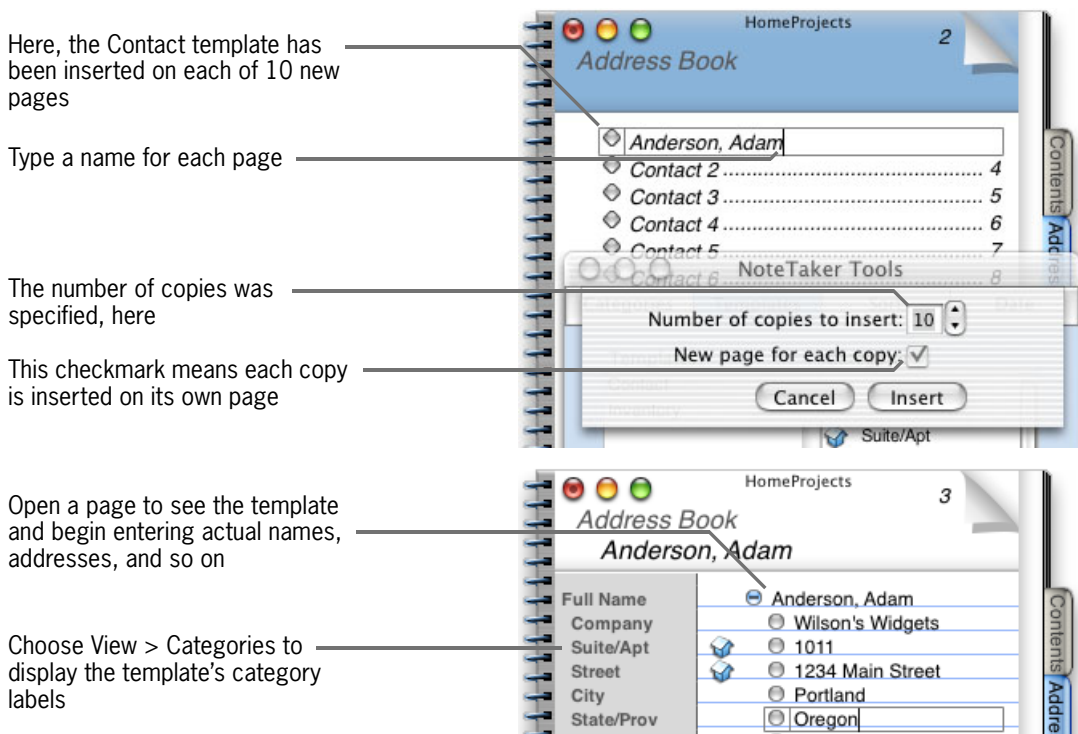 Here, the Contact template has
been inserted on each of 10 new
pages
Type a name for each page
The number of copies was
specified, here
This checkmark means each copy
is inserted on its own page
HomeProjects
2
Address Book
Anderson, Adam
Contact 2 ............................................. 4
Contact 3 ............................................. 5
Contact 4 ............................................. 6
Contact 5 ............................................. 7
Contact 6 ............................................. 8
Contents
Addres
NoteTaker Tools
Categories Date
Number of copies to insert: 10
New page for each copy:
Contact
Inventory
Cancel Insert
Suite/Apt
Open a page to see the template
and begin entering actual names,
addresses, and so on
Choose View > Categories to
display the template's category
labels
HomeProjects
3
Address Book
Anderson, Adam
Full Name Anderson, Adam
Company Wilson's Widgets
Suite/Apt 1011
Street 1234 Main Street
City Portland
State/Prov Oregon
Contents
Addre